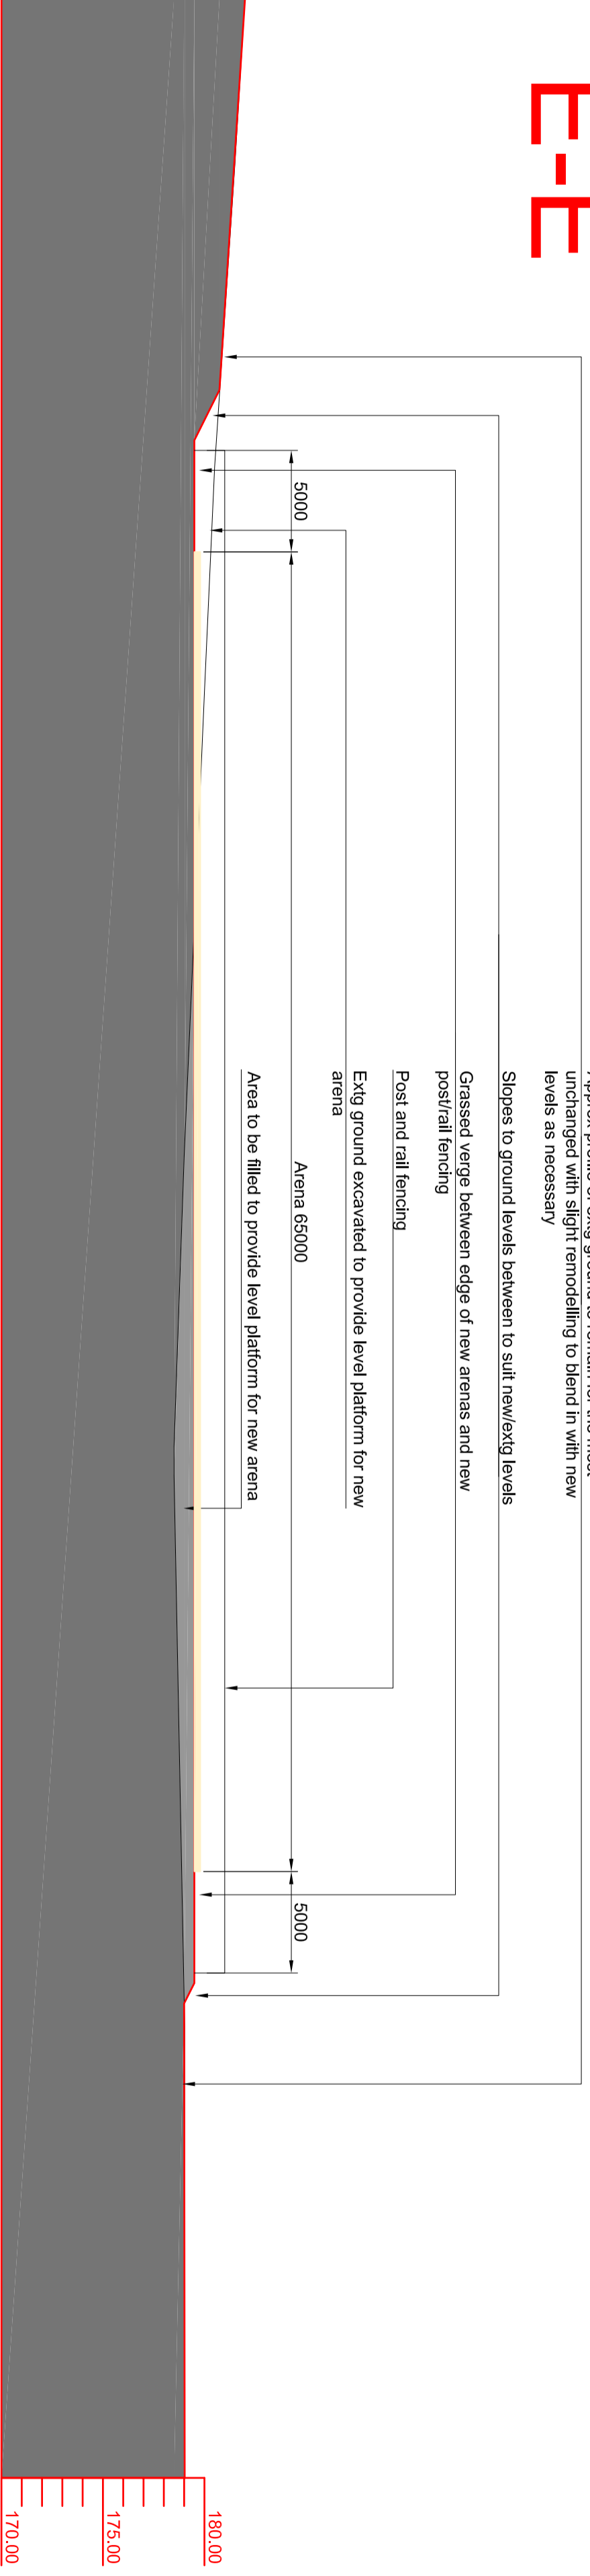 E-E
unchanged with slight remodelling to blend in with new
levels as necessary
Slopes to ground levels between to suit new/extg levels
Grassed verge between edge of new arenas and new
post/rail fencing
Post and rail fencing
Extg ground excavated to provide level platform for new
arena
5000
Arena 65000
5000
Area to be filled to provide level platform for new arena
180.00
175.00
170.00